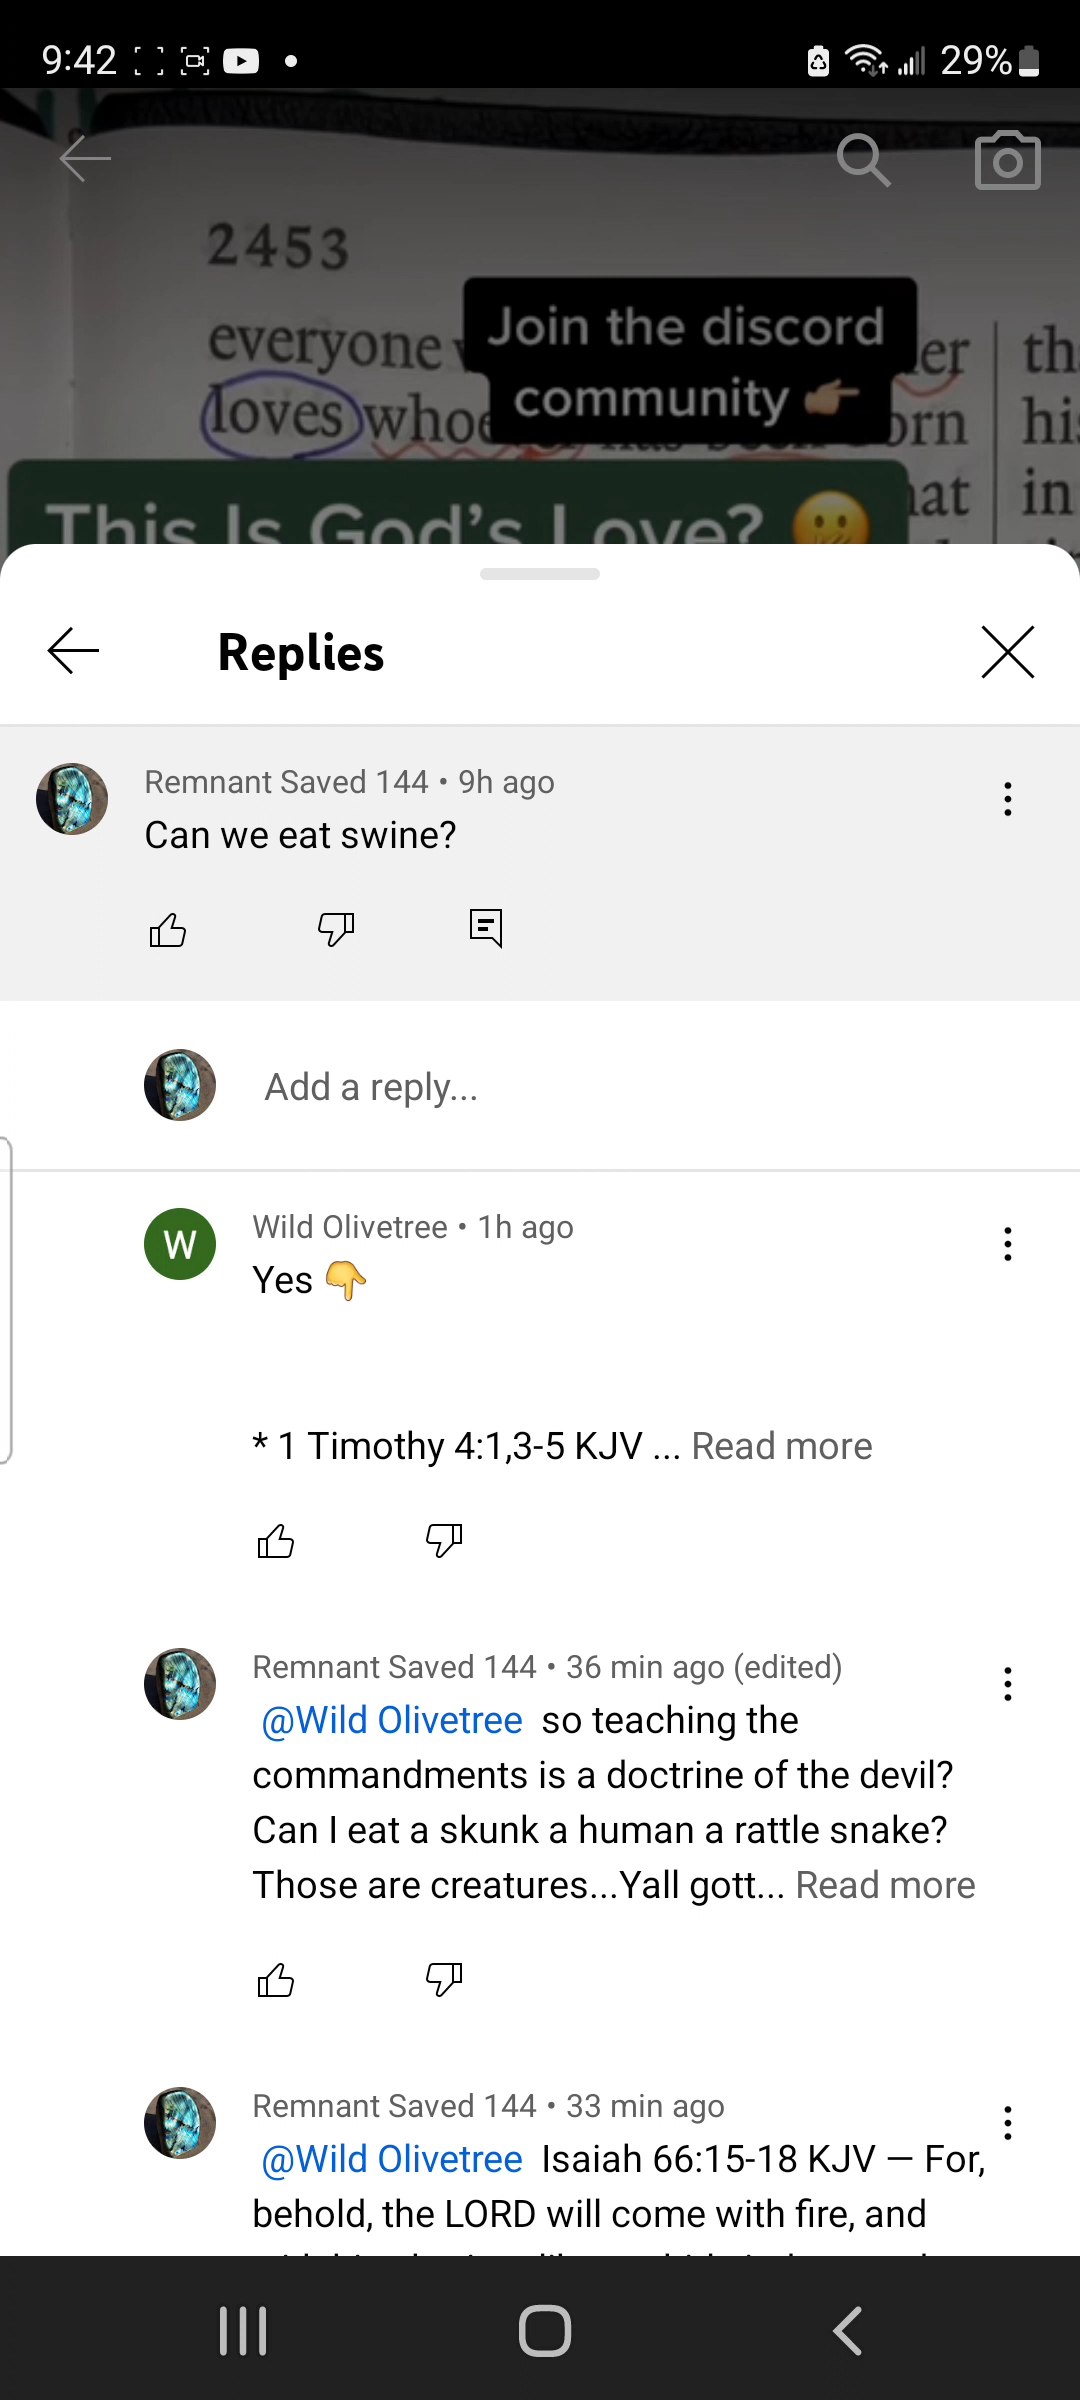 9:42
29%
2453
everyone
er
th
Join the discord
community 👉
loves who
orn
his
at
in
This Is God's Love? 🤫
Replies
Remnant Saved 144 • 9h ago
Can we eat swine?
Add a reply...
W
Wild Olivetree • 1h ago
Yes 👇
* 1 Timothy 4:1,3-5 KJV ... Read more
Remnant Saved 144 • 36 min ago (edited)
@Wild Olivetree so teaching the
commandments is a doctrine of the devil?
Can I eat a skunk a human a rattle snake?
Those are creatures...Yall gott... Read more
Remnant Saved 144 • 33 min ago
@Wild Olivetree Isaiah 66:15-18 KJV — For,
behold, the LORD will come with fire, and